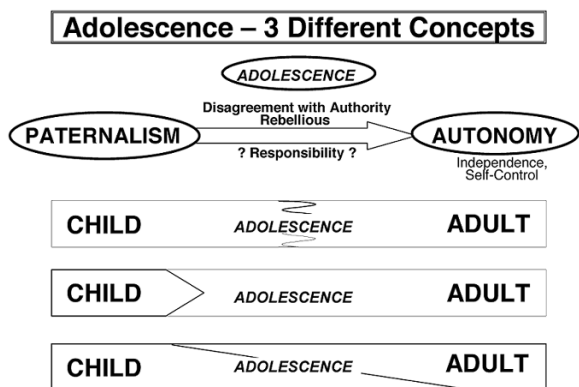 Adolescence – 3 Different Concepts
ADOLESCENCE
Disagreement with Authority
Rebellious
PATERNALISM
AUTONOMY
? Responsibility ?
Independence,
Self-Control
CHILD ADOLESCENCE ADULT
CHILD ADOLESCENCE ADULT
CHILD ADOLESCENCE ADULT